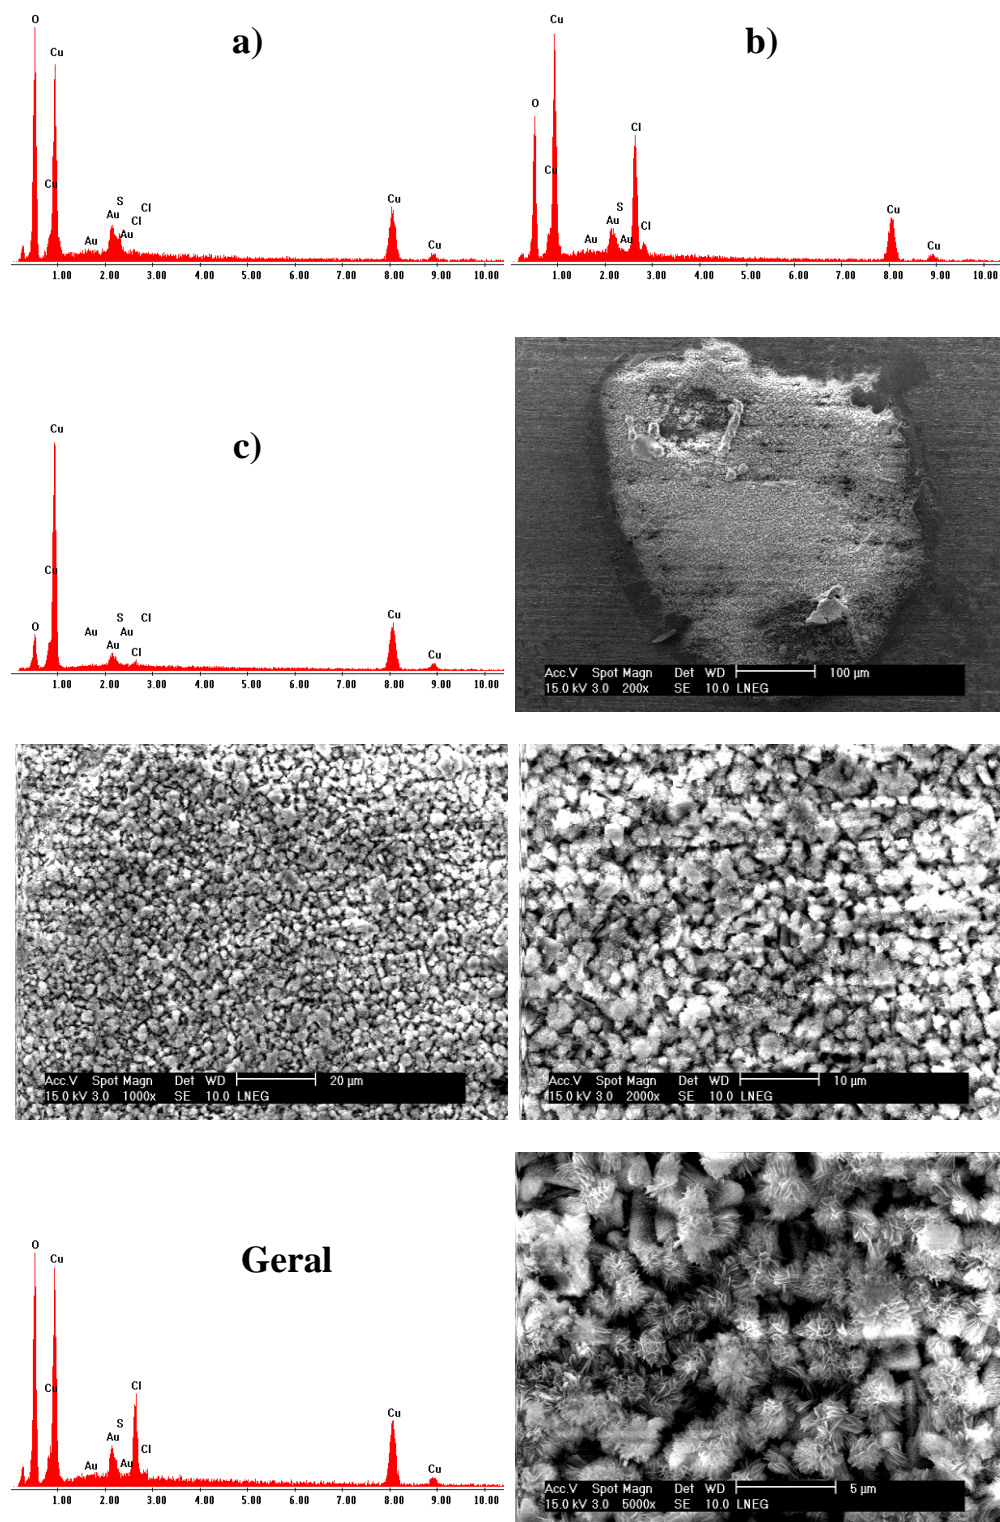 a)
O
Cu
Cu
S
Au
Cl
Cl
Au
Au
Cu
Cu
1.00 2.00 3.00 4.00 5.00 6.00 7.00 8.00 9.00 10.00
b)
Cu
O
Cl
Cu
S
Au
Cl
Au
Au
Cu
Cu
1.00 2.00 3.00 4.00 5.00 6.00 7.00 8.00 9.00 10.00
c)
Cu
Cu
O
S
Cl
Au
Au
Au
Cl
Cu
Cu
1.00 2.00 3.00 4.00 5.00 6.00 7.00 8.00 9.00 10.00
Acc.V Spot Magn Det WD 100 µm
15.0 kV 3.0 200x SE 10.0 LNEG
Acc.V Spot Magn Det WD 20 µm
15.0 kV 3.0 1000x SE 10.0 LNEG
Acc.V Spot Magn Det WD 10 µm
15.0 kV 3.0 2000x SE 10.0 LNEG
Geral
O
Cu
Cu
Cl
S
Au
Cl
Au
Au
Cu
Cu
1.00 2.00 3.00 4.00 5.00 6.00 7.00 8.00 9.00 10.00
Acc.V Spot Magn Det WD 5 µm
15.0 kV 3.0 5000x SE 10.0 LNEG